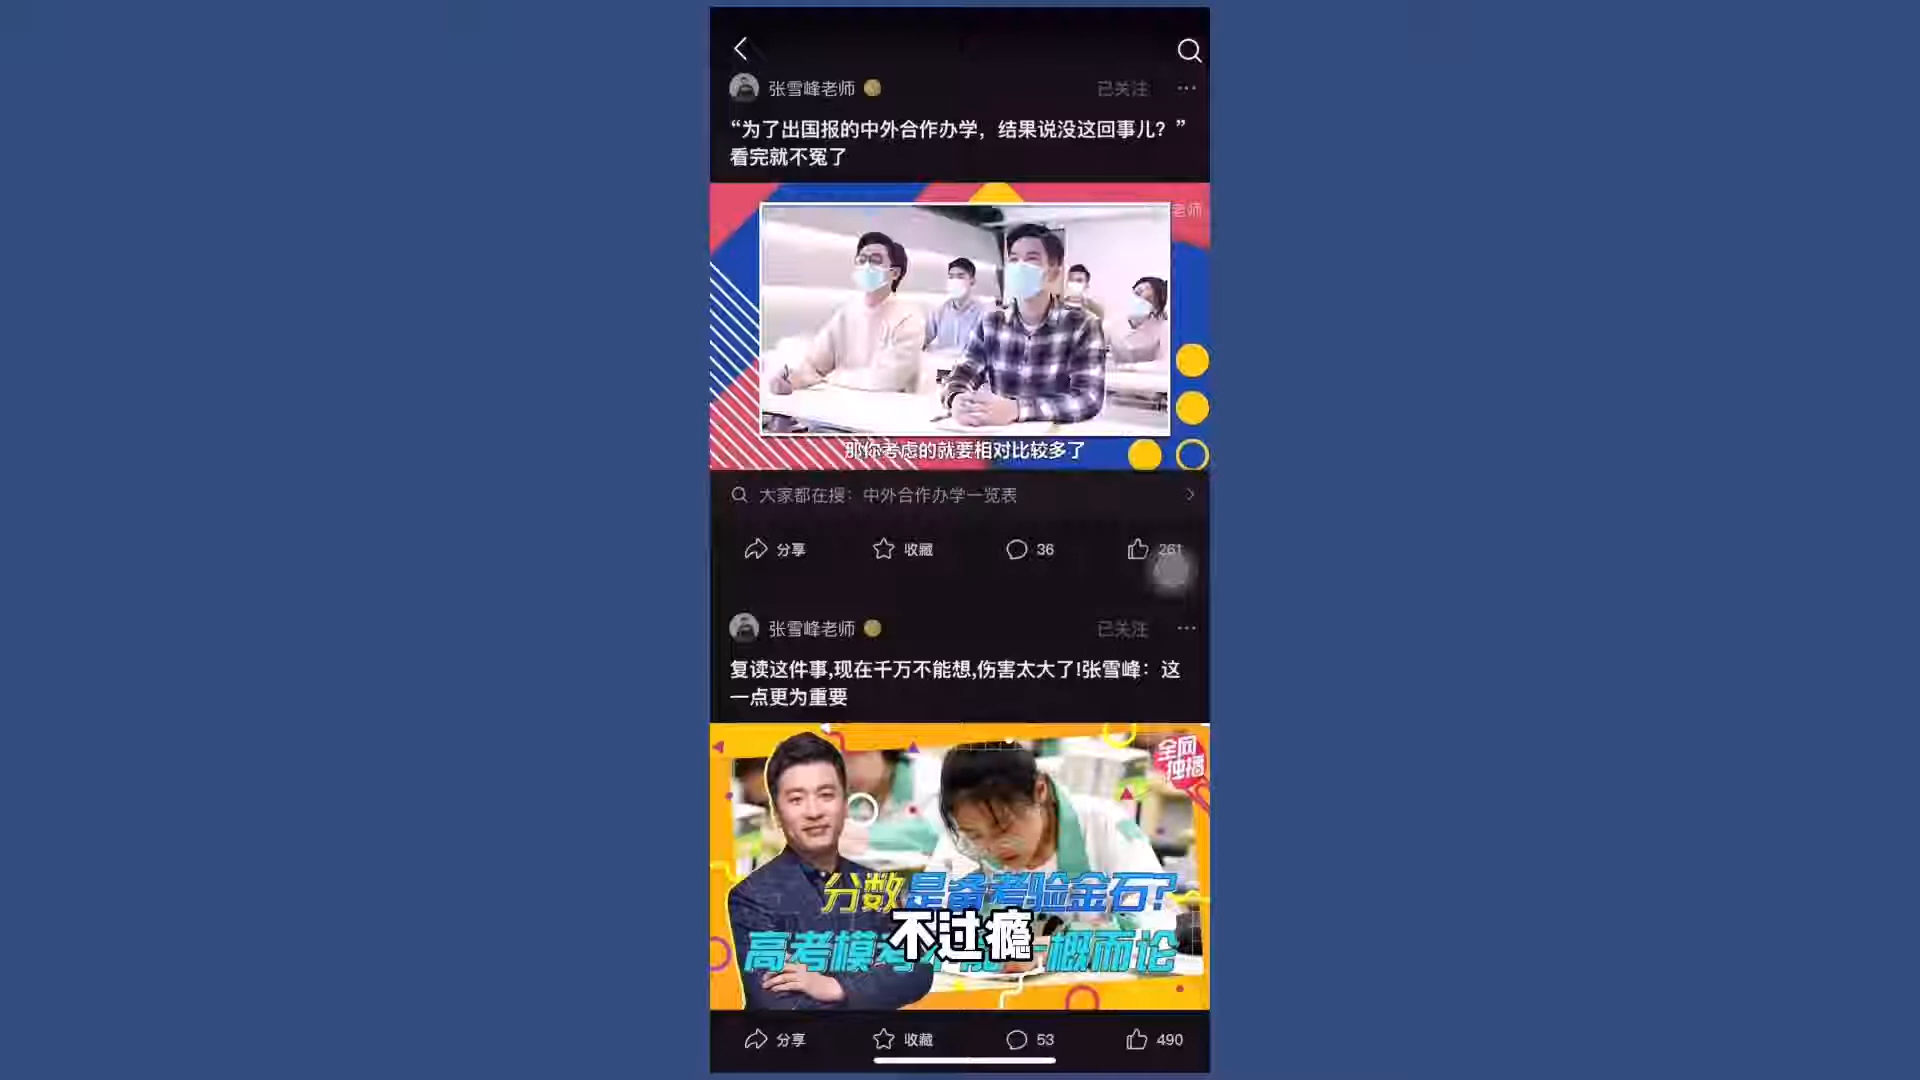 张雪峰老师
已关注
“为了出国报的中外合作办学，结果说没这回事儿？”
看完就不冤了
老师
那你考虑的就要相对比较多了
大家都在搜：中外合作办学一览表
分享
收藏
36
261
张雪峰老师
已关注
复读这件事,现在千万不能想,伤害太大了!张雪峰：这
一点更为重要
全网
独播
分数是备考验金石?
不过瘾
高考模考不能一概而论
分享
收藏
53
490